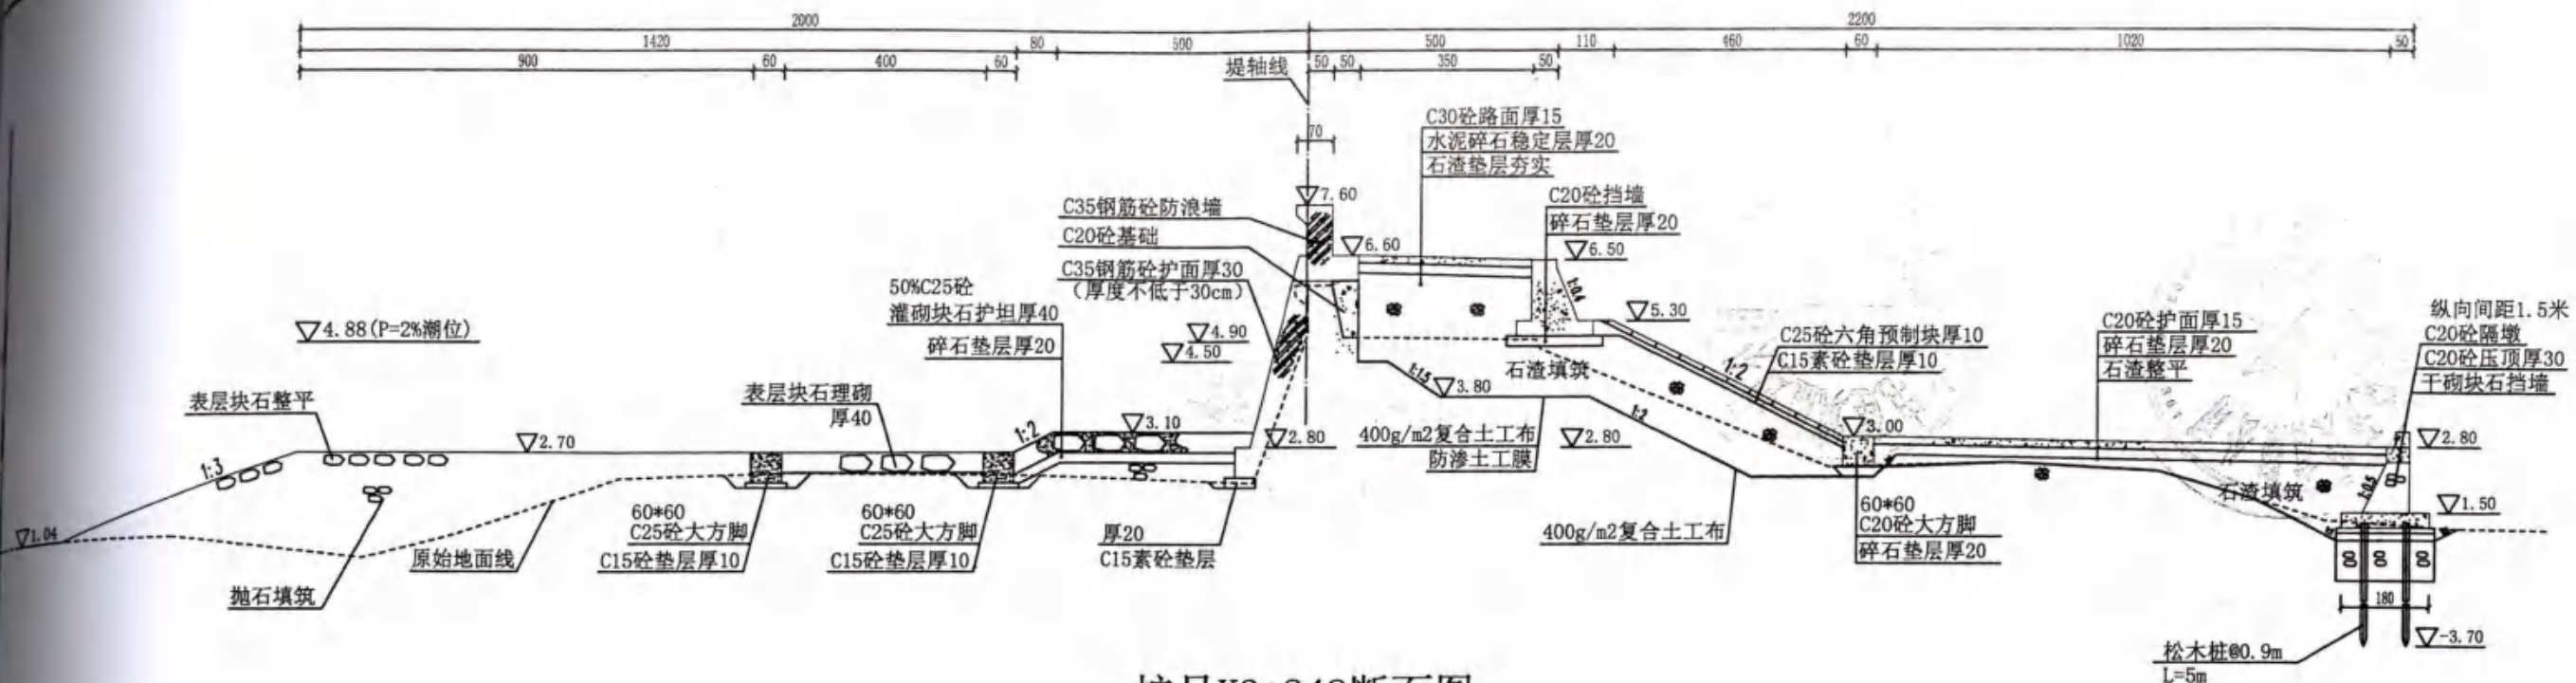 2000
2200
1420
80
500
500
110
460
60
1020
50
900
60
400
60
50
50
350
50
堤轴线
70
C30砼路面厚15
水泥碎石稳定层厚20
石渣垫层夯实
7.60
C20砼挡墙
碎石垫层厚20
6.50
C35钢筋砼防浪墙
C20砼基础
6.60
C35钢筋砼护面厚30
(厚度不低于30cm)
1:0.4
50%C25砼
灌砌块石护坦厚40
碎石垫层厚20
4.88(P=2%潮位)
4.90
4.50
5.30
C25砼六角预制块厚10
C15素砼垫层厚10
1:2
C20砼护面厚15
碎石垫层厚20
石渣整平
纵向间距1.5米
C20砼隔墩
C20砼压顶厚30
干砌块石挡墙
表层块石整平
表层块石理砌
厚40
1:1.5
3.80
石渣填筑
1:2
1:2
3.10
2.70
2.80
400g/m2复合土工布
防渗土工膜
2.80
3.00
2.80
1:3
1.04
原始地面线
抛石填筑
60*60
C25砼大方脚
C15砼垫层厚10
60*60
C25砼大方脚
C15砼垫层厚10
厚20
C15素砼垫层
400g/m2复合土工布
60*60
C20砼大方脚
碎石垫层厚20
石渣填筑
1:0.5
1.50
180
-3.70
松木桩@0.9m
L=5m